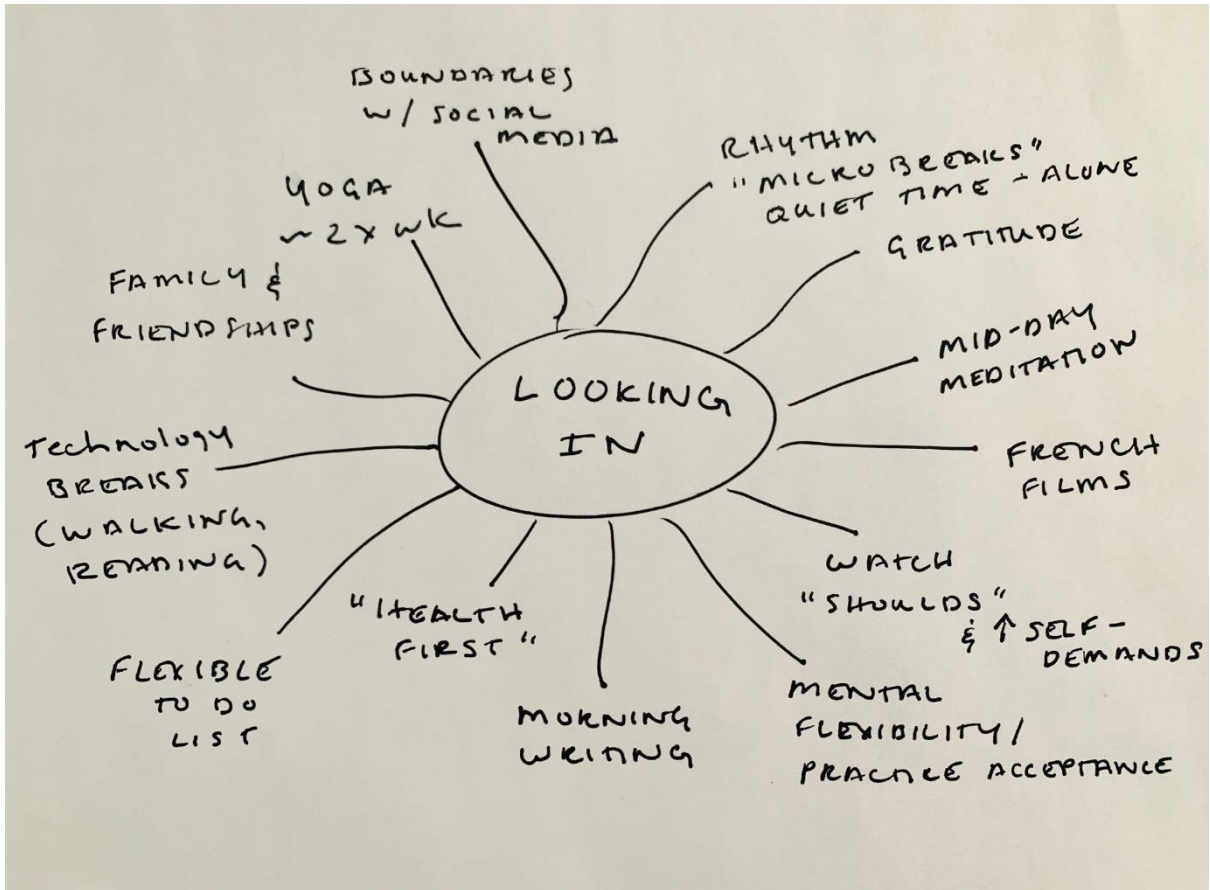 BOUNDARIES
W/ SOCIAL
MEDIA
RHYTHM
"MICRO BREAKS"
QUIET TIME - ALONE
GRATITUDE
MID-DAY
MEDITATION
FRENCH
FILMS
WATCH
"SHOULDS"
& ↑ SELF-
DEMANDS
MENTAL
FLEXIBILITY/
PRACTICE ACCEPTANCE
MORNING
WRITING
"HEALTH
FIRST"
FLEXIBLE
TO DO
LIST
Technology
BREAKS
(WALKING,
READING)
FAMILY &
FRIENDSHIPS
YOGA
~ 2X WK
LOOKING
IN